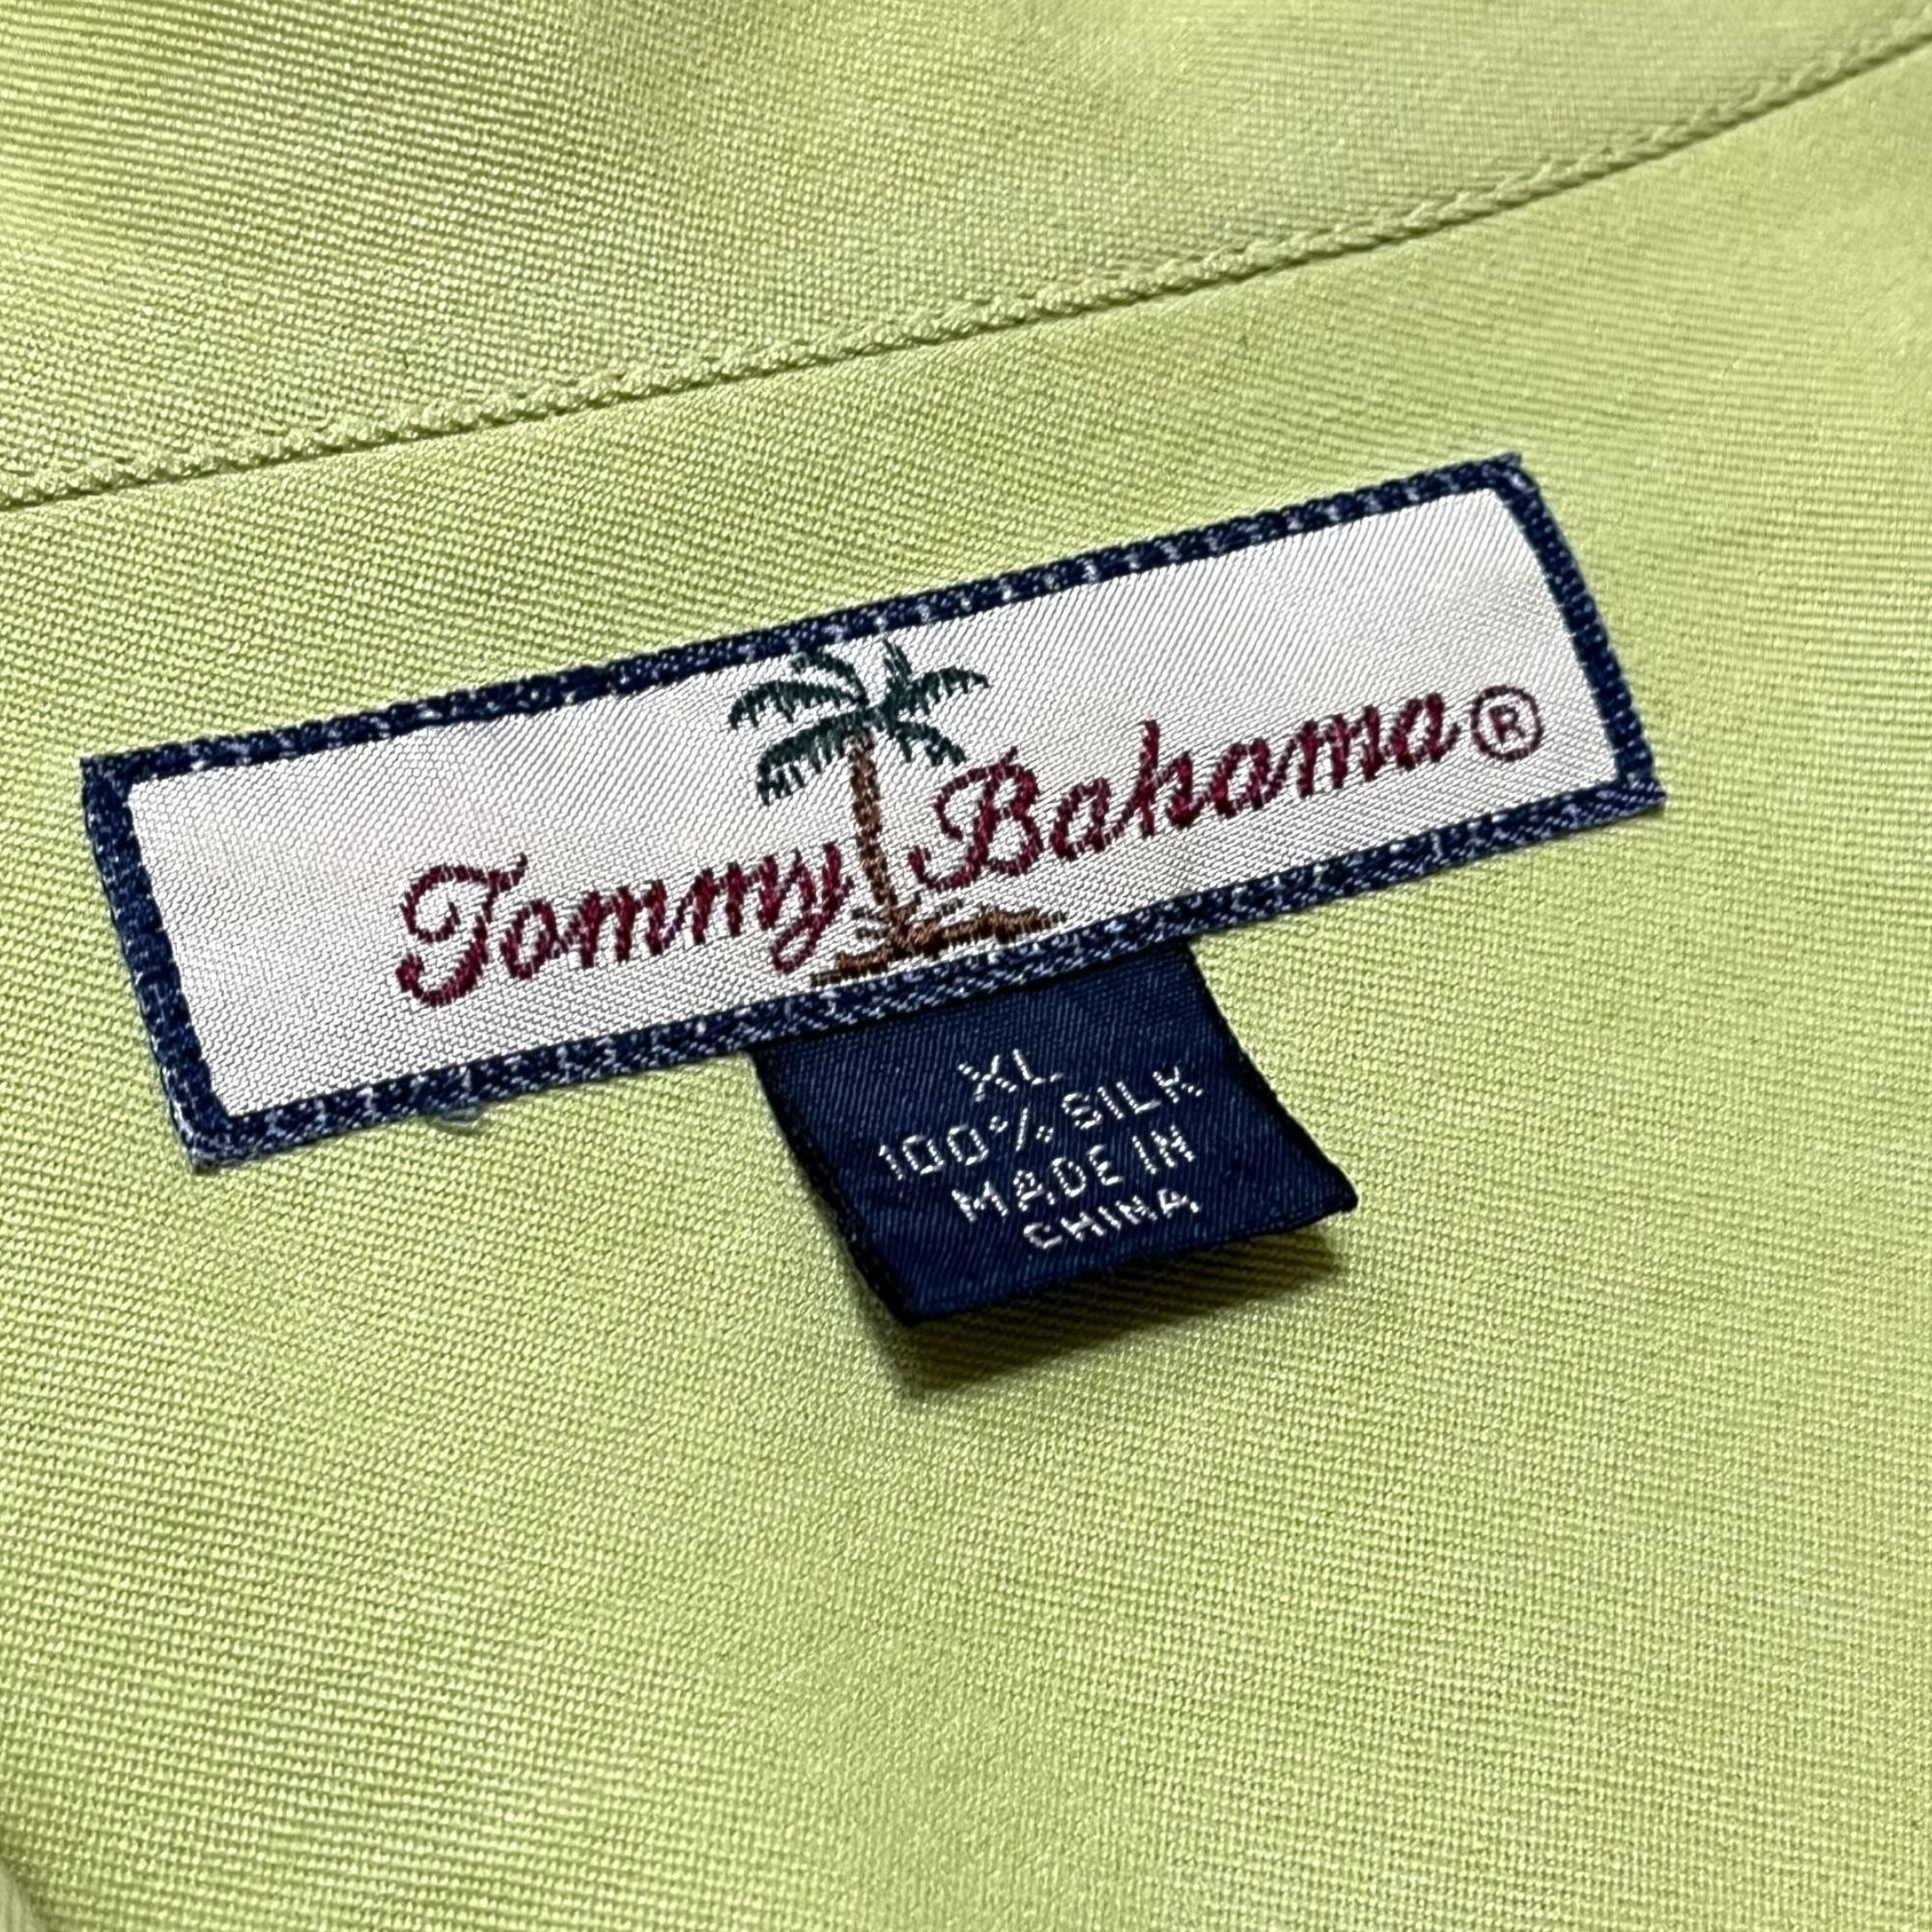 Tommy Bahama®
XL
100% SILK
MADE IN
CHINA